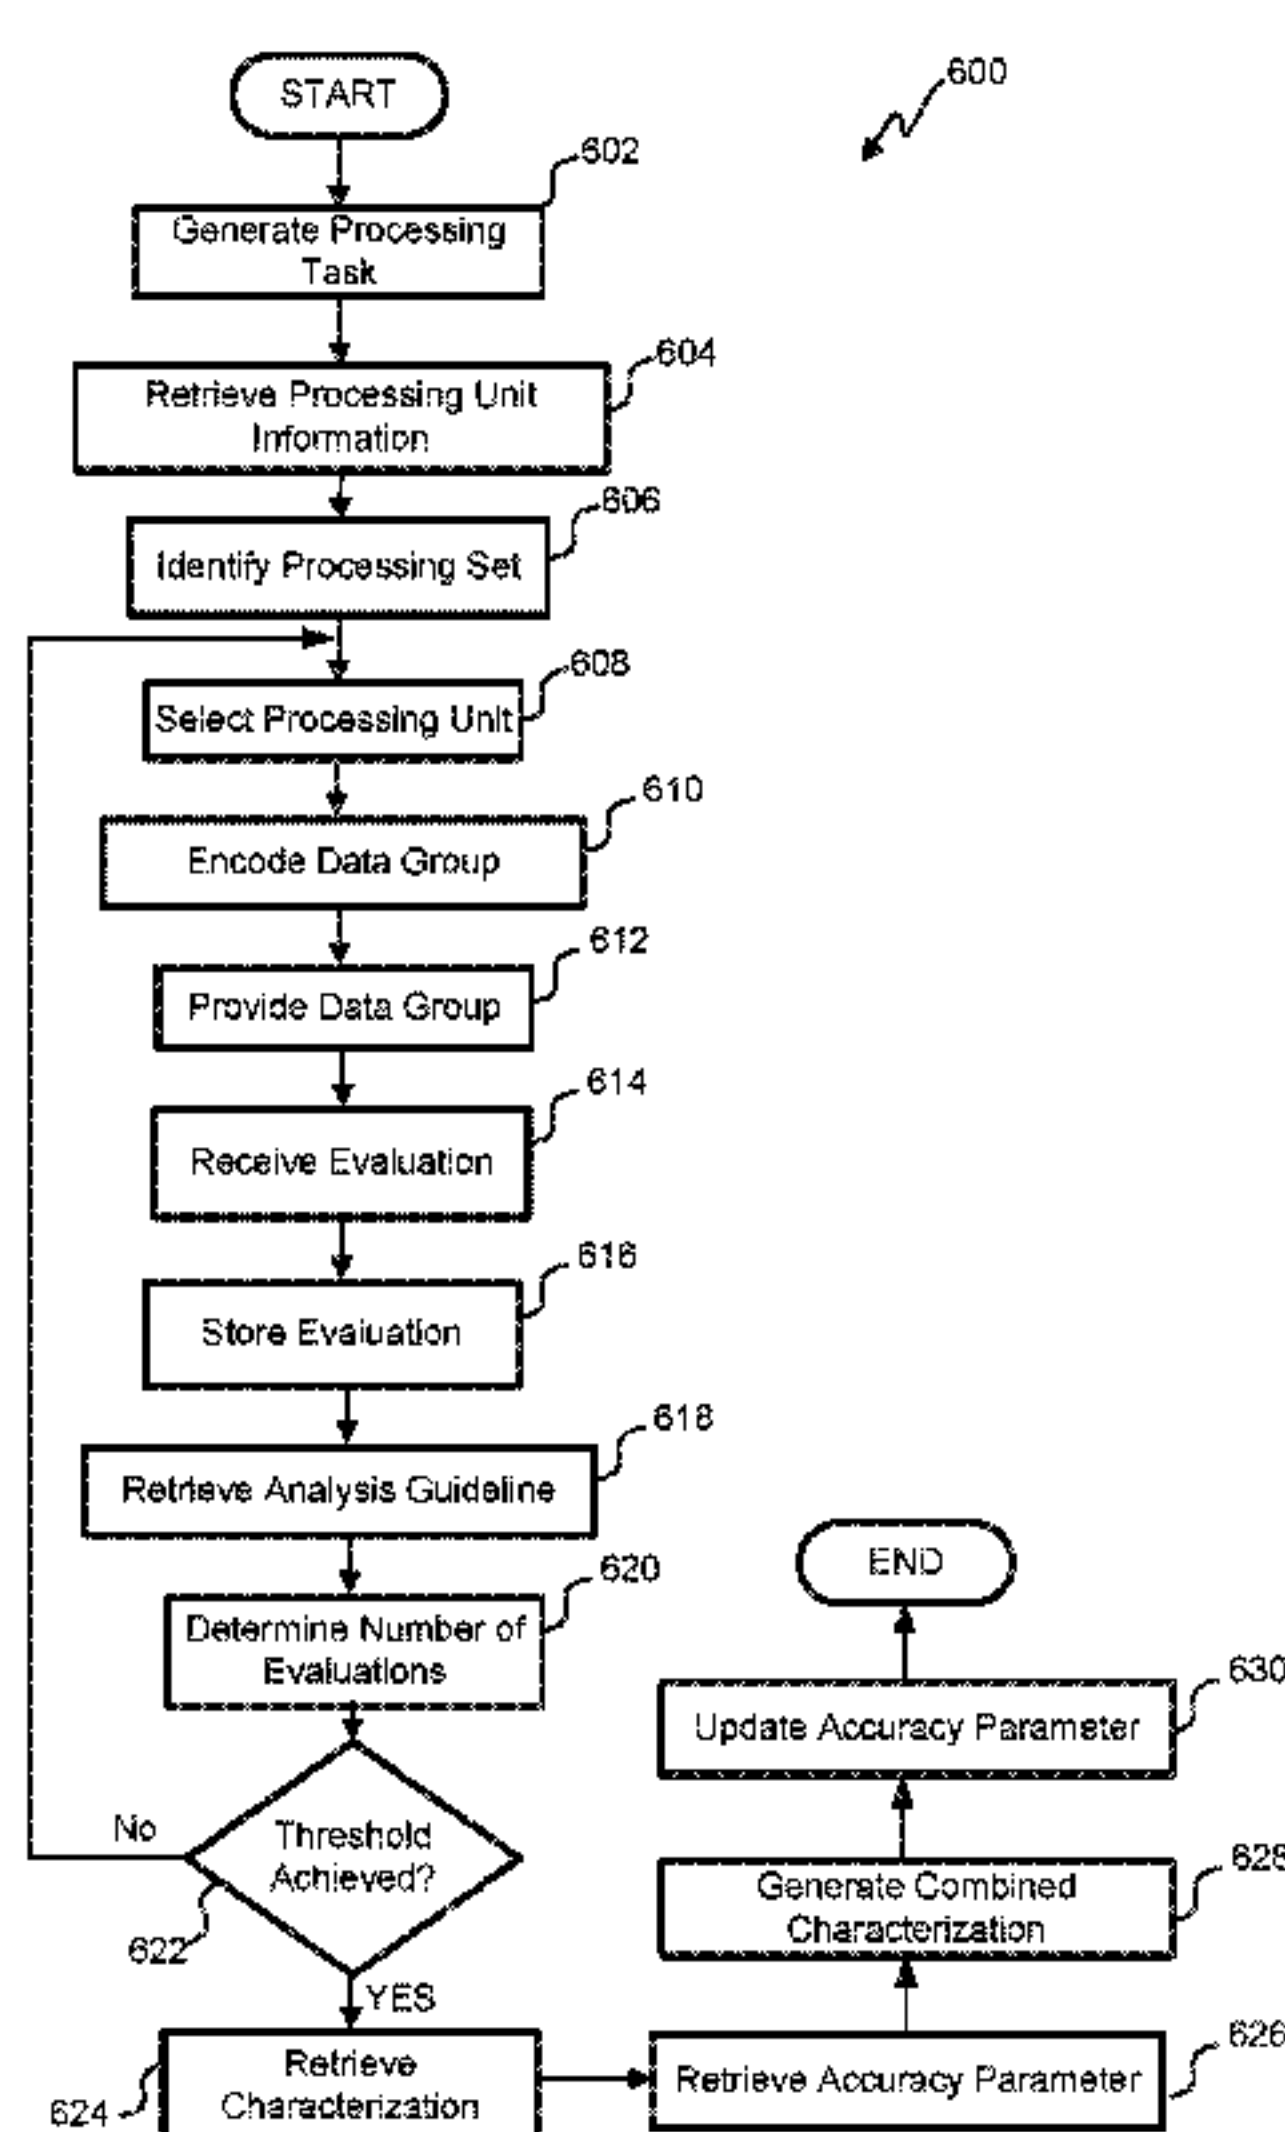 START
600
602
Generate Processing
Task
604
Retrieve Processing Unit
Information
606
Identify Processing Set
608
Select Processing Unit
610
Encode Data Group
612
Provide Data Group
614
Receive Evaluation
616
Store Evaluation
618
Retrieve Analysis Guideline
620
Determine Number of
Evaluations
Threshold
Achieved?
No
622
YES
Retrieve
Characterization
624
Retrieve Accuracy Parameter
626
Generate Combined
Characterization
628
Update Accuracy Parameter
630
END